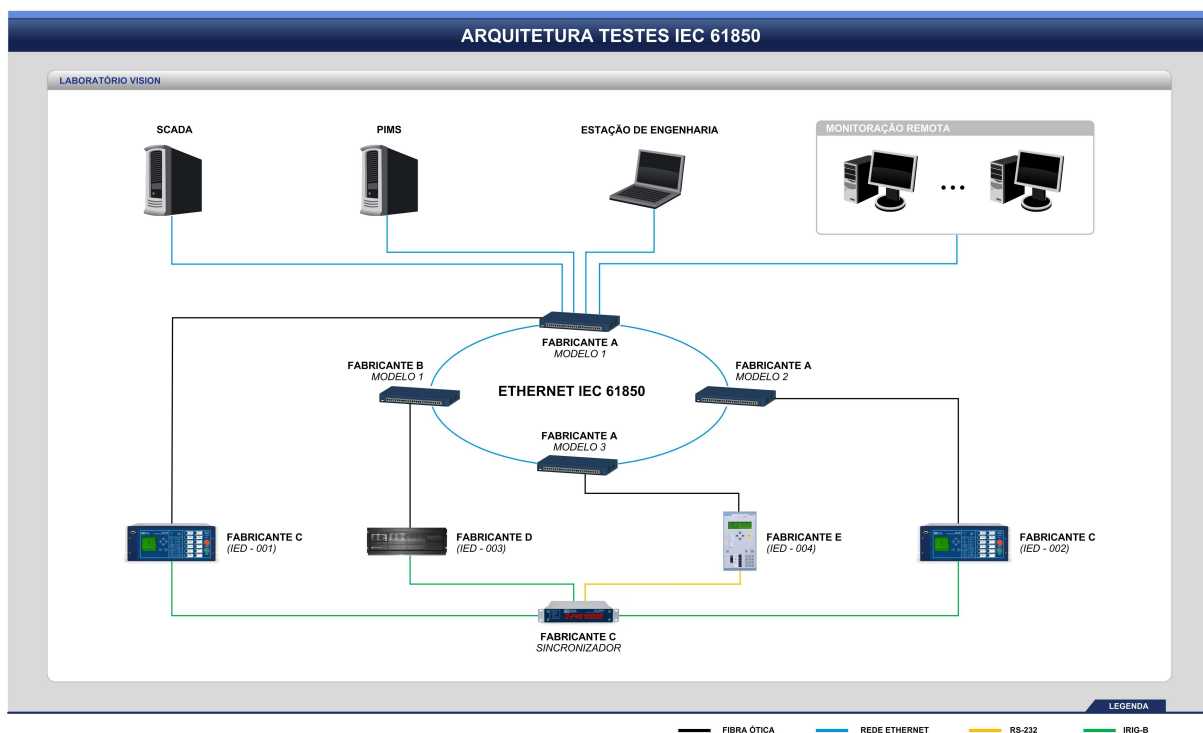 ARQUITETURA TESTES IEC 61850
LABORATÓRIO VISION
SCADA
PIMS
ESTAÇÃO DE ENGENHARIA
MONITORAÇÃO REMOTA
...
FABRICANTE A
MODELO 1
FABRICANTE B
MODELO 1
FABRICANTE A
MODELO 2
ETHERNET IEC 61850
FABRICANTE A
MODELO 3
FABRICANTE C
(IED - 001)
FABRICANTE D
(IED - 003)
FABRICANTE E
(IED - 004)
FABRICANTE C
(IED - 002)
FABRICANTE C
SINCRONIZADOR
LEGENDA
FIBRA ÓTICA
REDE ETHERNET
RS-232
IRIG-B